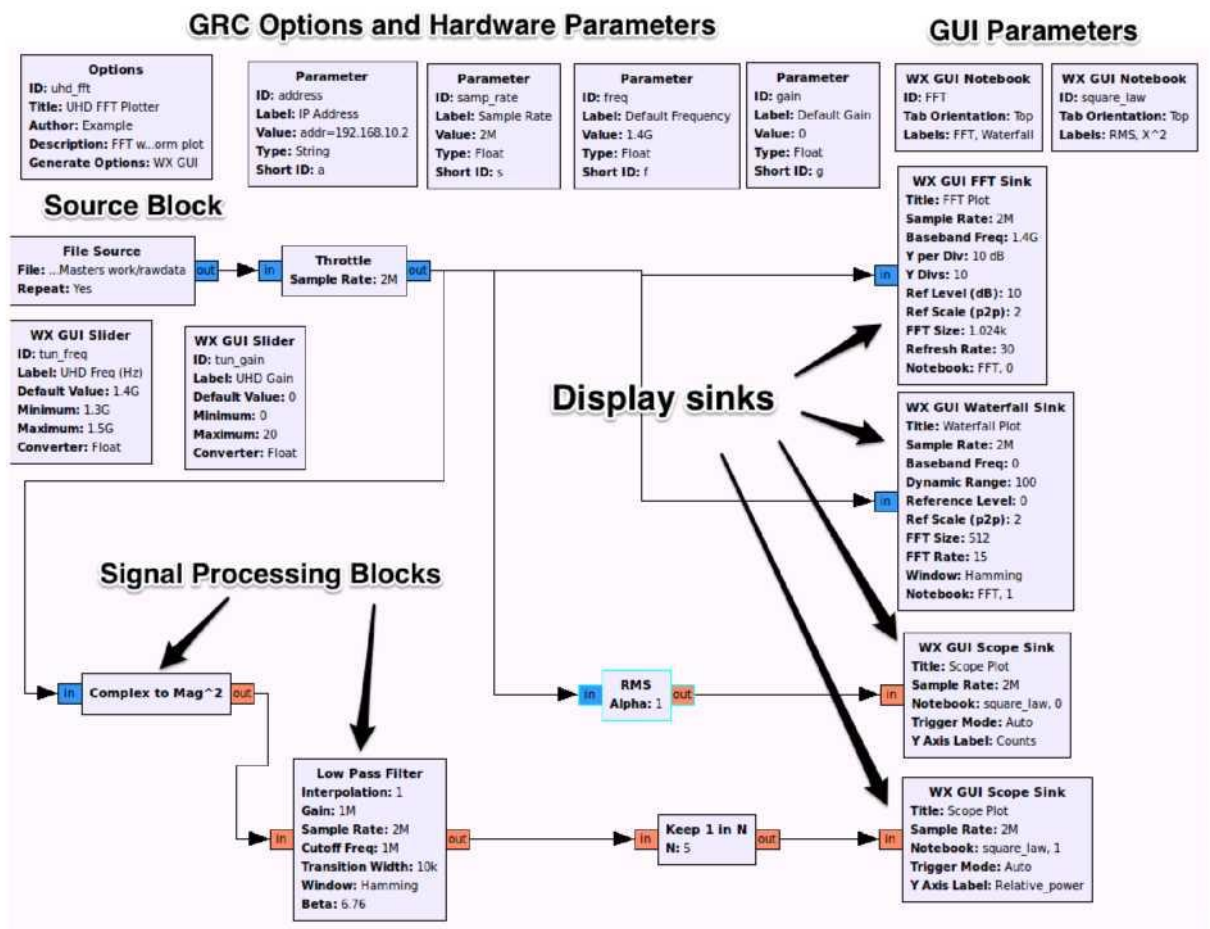 GRC Options and Hardware Parameters
GUI Parameters
Options
ID: uhd_fft
Title: UHD FFT Plotter
Author: Example
Description: FFT w...orm plot
Generate Options: WX GUI
Parameter
ID: address
Label: IP Address
Value: addr=192.168.10.2
Type: String
Short ID: a
Parameter
ID: samp_rate
Label: Sample Rate
Value: 2M
Type: Float
Short ID: s
Parameter
ID: freq
Label: Default Frequency
Value: 1.4G
Type: Float
Short ID: f
Parameter
ID: gain
Label: Default Gain
Value: 0
Type: Float
Short ID: g
WX GUI Notebook
ID: FFT
Tab Orientation: Top
Labels: FFT, Waterfall
WX GUI Notebook
ID: square_law
Tab Orientation: Top
Labels: RMS, X^2
Source Block
File Source
File: ...Masters work/rawdata
Repeat: Yes
out
in
Throttle
Sample Rate: 2M
out
in
WX GUI FFT Sink
Title: FFT Plot
Sample Rate: 2M
Baseband Freq: 1.4G
Y per Div: 10 dB
Y Divs: 10
Ref Level (dB): 10
Ref Scale (p2p): 2
FFT Size: 1.024k
Refresh Rate: 30
Notebook: FFT, 0
WX GUI Slider
ID: tun_freq
Label: UHD Freq (Hz)
Default Value: 1.4G
Minimum: 1.3G
Maximum: 1.5G
Converter: Float
WX GUI Slider
ID: tun_gain
Label: UHD Gain
Default Value: 0
Minimum: 0
Maximum: 20
Converter: Float
Display sinks
in
WX GUI Waterfall Sink
Title: Waterfall Plot
Sample Rate: 2M
Baseband Freq: 0
Dynamic Range: 100
Reference Level: 0
Ref Scale (p2p): 2
FFT Size: 512
FFT Rate: 15
Window: Hamming
Notebook: FFT, 1
Signal Processing Blocks
in
Complex to Mag^2
out
in
RMS
Alpha: 1
out
in
WX GUI Scope Sink
Title: Scope Plot
Sample Rate: 2M
Notebook: square_law, 0
Trigger Mode: Auto
Y Axis Label: Counts
in
Low Pass Filter
Interpolation: 1
Gain: 1M
Sample Rate: 2M
Cutoff Freq: 1M
Transition Width: 10k
Window: Hamming
Beta: 6.76
out
in
Keep 1 in N
N: 5
out
in
WX GUI Scope Sink
Title: Scope Plot
Sample Rate: 2M
Notebook: square_law, 1
Trigger Mode: Auto
Y Axis Label: Relative_power